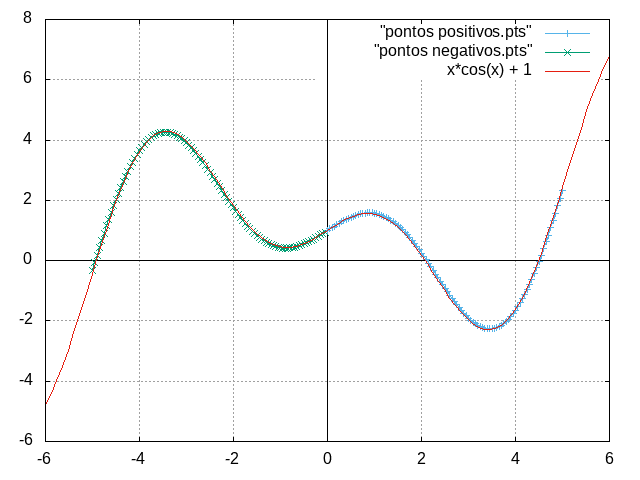 8
6
4
2
0
-2
-4
-6
-6 -4 -2 0 2 4 6
"pontos positivos.pts"
"pontos negativos.pts"
x*cos(x) + 1